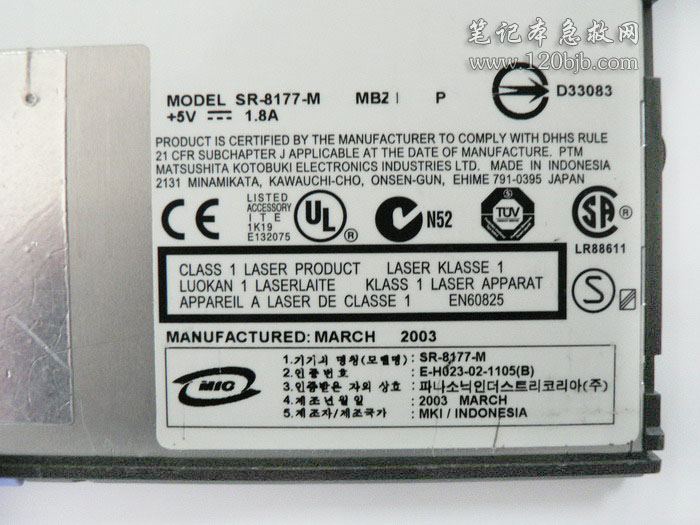 笔记本急救网
www.120bjb.com
MODEL SR-8177-M MBZ P
+5V 1.8A
D33083
PRODUCT IS CERTIFIED BY THE MANUFACTURER TO COMPLY WITH DHHS RULE
21 CFR SUBCHAPTER J APPLICABLE AT THE DATE OF MANUFACTURE. PTM
MATSUSHITA KOTOBUKI ELECTRONICS INDUSTRIES LTD. MADE IN INDONESIA
2131 MINAMIKATA, KAWAUCHI-CHO, ONSEN-GUN, EHIME 791-0395 JAPAN
CE
LISTED
ACCESSORY
I T E
1K19
E132075
UL ®
N52
TÜV
SA ®
LR88611
CLASS 1 LASER PRODUCT LASER KLASSE 1
LUOKAN 1 LASERLAITE KLASS 1 LASER APPARAT
APPAREIL A LASER DE CLASSE 1 EN60825
S
MANUFACTURED: MARCH 2003
MIC
1.기기의 명칭(모델명) : SR-8177-M
2.인증 번호 : E-H023-02-1105(B)
3.인증받은 자의 상호 : 파나소닉인더스트리코리아(주)
4.제조년 월 일 : 2003 MARCH
5.제조자/제조국가 : MKI / INDONESIA